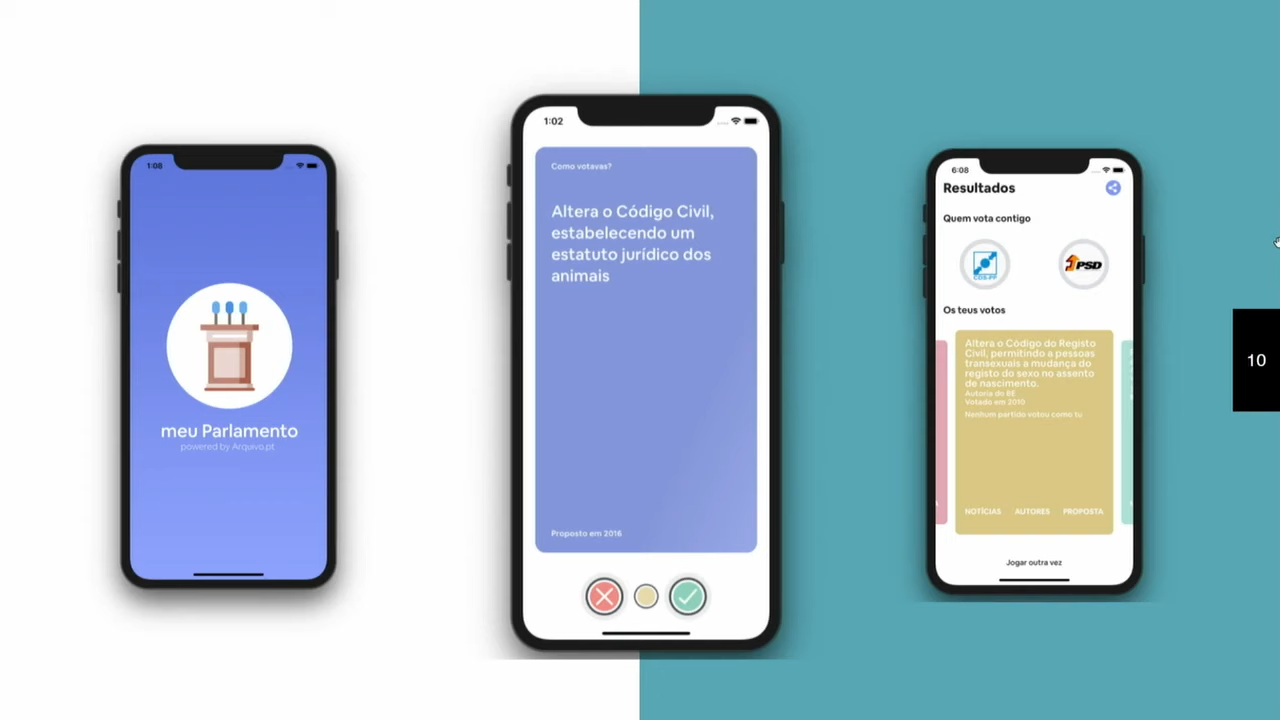 1:08
meu Parlamento
powered by Arquivo.pt
1:02
Como votavas?
Altera o Código Civil,
estabelecendo um
estatuto jurídico dos
animais
Proposto em 2016
6:08
Resultados
Quem vota contigo
CDS-PP
PSD
Os teus votos
Altera o Código do Registo
Civil, permitindo a pessoas
transexuais a mudança do
registo do sexo no assento
de nascimento.
Autoria do BE
Votado em 2010
Nenhum partido votou como tu
NOTÍCIAS AUTORES PROPOSTA
Jogar outra vez
10